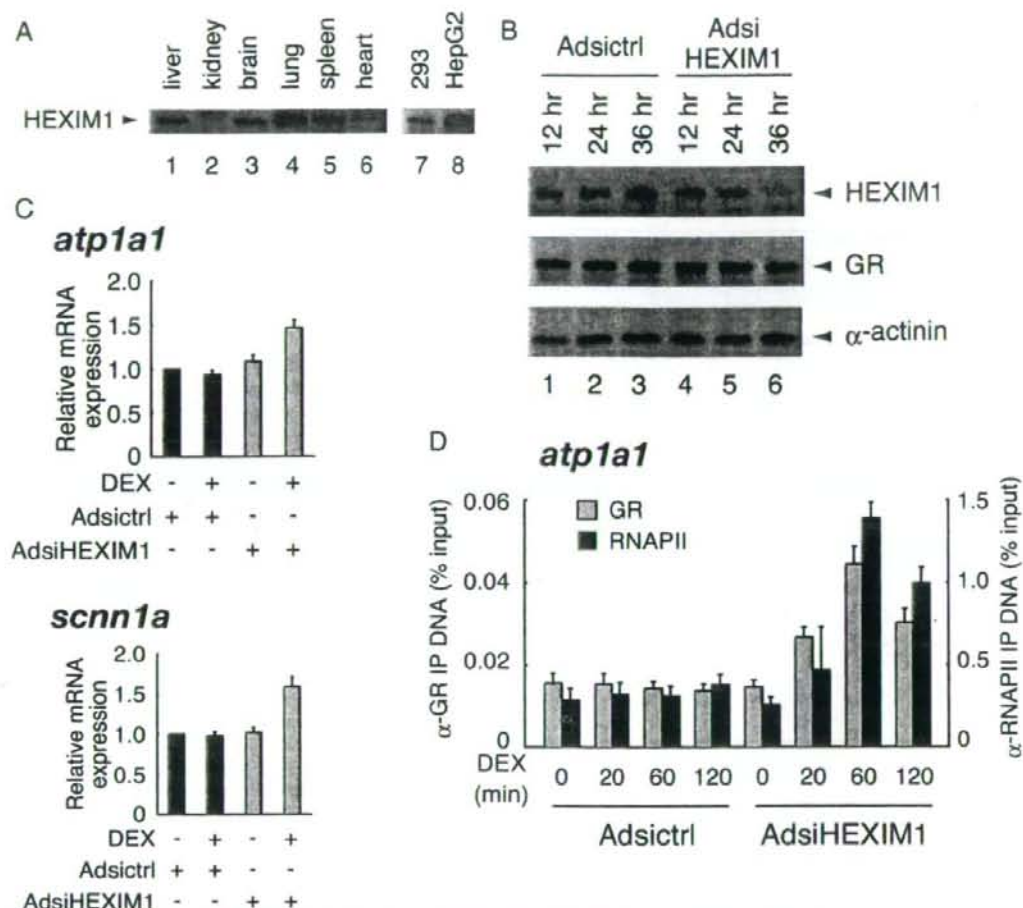 A
liver
kidney
brain
lung
spleen
heart
293
HepG2
HEXIM1
1 2 3 4 5 6 7 8
B
Adsictrl
Adsi
HEXIM1
12 hr
24 hr
36 hr
12 hr
24 hr
36 hr
HEXIM1
GR
α-actinin
1 2 3 4 5 6
C
atp1a1
Relative mRNA
expression
2.0
1.5
1.0
0.5
0
DEX - + - +
Adsictrl + + - -
AdsiHEXIM1 - - + +
scnn1a
Relative mRNA
expression
2.0
1.5
1.0
0.5
0
DEX - + - +
Adsictrl + + - -
AdsiHEXIM1 - - + +
D
atp1a1
GR
RNAPII
α-GR IP DNA (% input)
0.06
0.04
0.02
0
α-RNAPII IP DNA (% input)
1.5
1.0
0.5
0
DEX
(min)
0 20 60 120 0 20 60 120
Adsictrl
AdsiHEXIM1